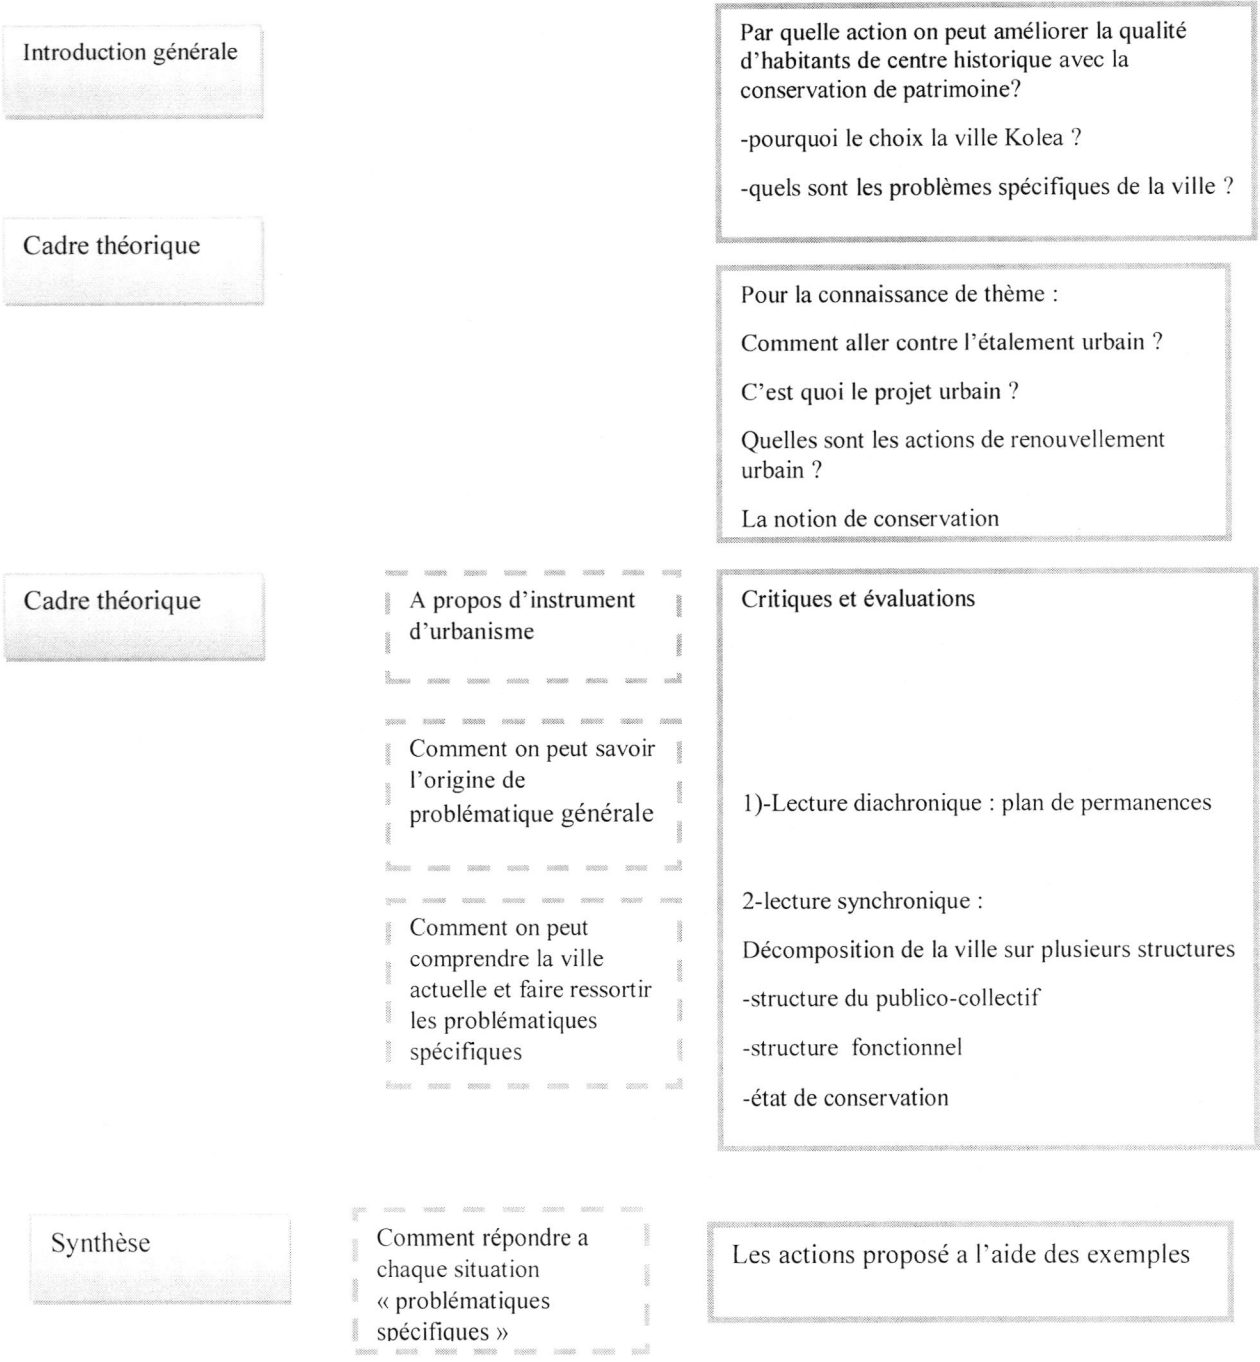 Introduction générale
Par quelle action on peut améliorer la qualité
d'habitants de centre historique avec la
conservation de patrimoine?
-pourquoi le choix la ville Kolea ?
-quels sont les problèmes spécifiques de la ville ?
Cadre théorique
Pour la connaissance de thème :
Comment aller contre l'étalement urbain ?
C'est quoi le projet urbain ?
Quelles sont les actions de renouvellement
urbain ?
La notion de conservation
Cadre théorique
A propos d'instrument
d'urbanisme
Critiques et évaluations
Comment on peut savoir
l'origine de
problématique générale
1)-Lecture diachronique : plan de permanences
Comment on peut
comprendre la ville
actuelle et faire ressortir
les problématiques
spécifiques
2-lecture synchronique :
Décomposition de la ville sur plusieurs structures
-structure du publico-collectif
-structure fonctionnel
-état de conservation
Synthèse
Comment répondre a
chaque situation
« problématiques
spécifiques »
Les actions proposé a l'aide des exemples